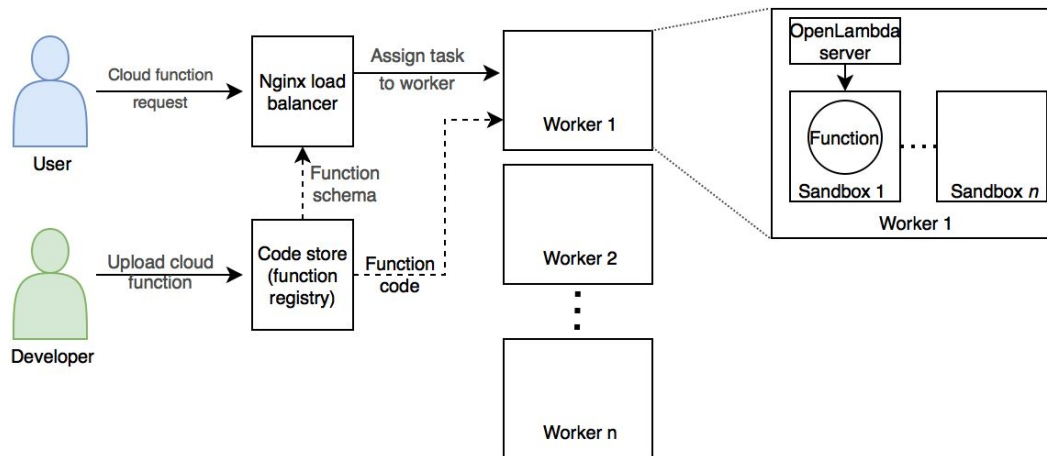 Cloud function
request
User
Nginx load
balancer
Assign task
to worker
Worker 1
Function
schema
Upload cloud
function
Developer
Code store
(function
registry)
Function
code
Worker 2
Worker n
OpenLambda
server
Function
Sandbox 1
Sandbox n
Worker 1